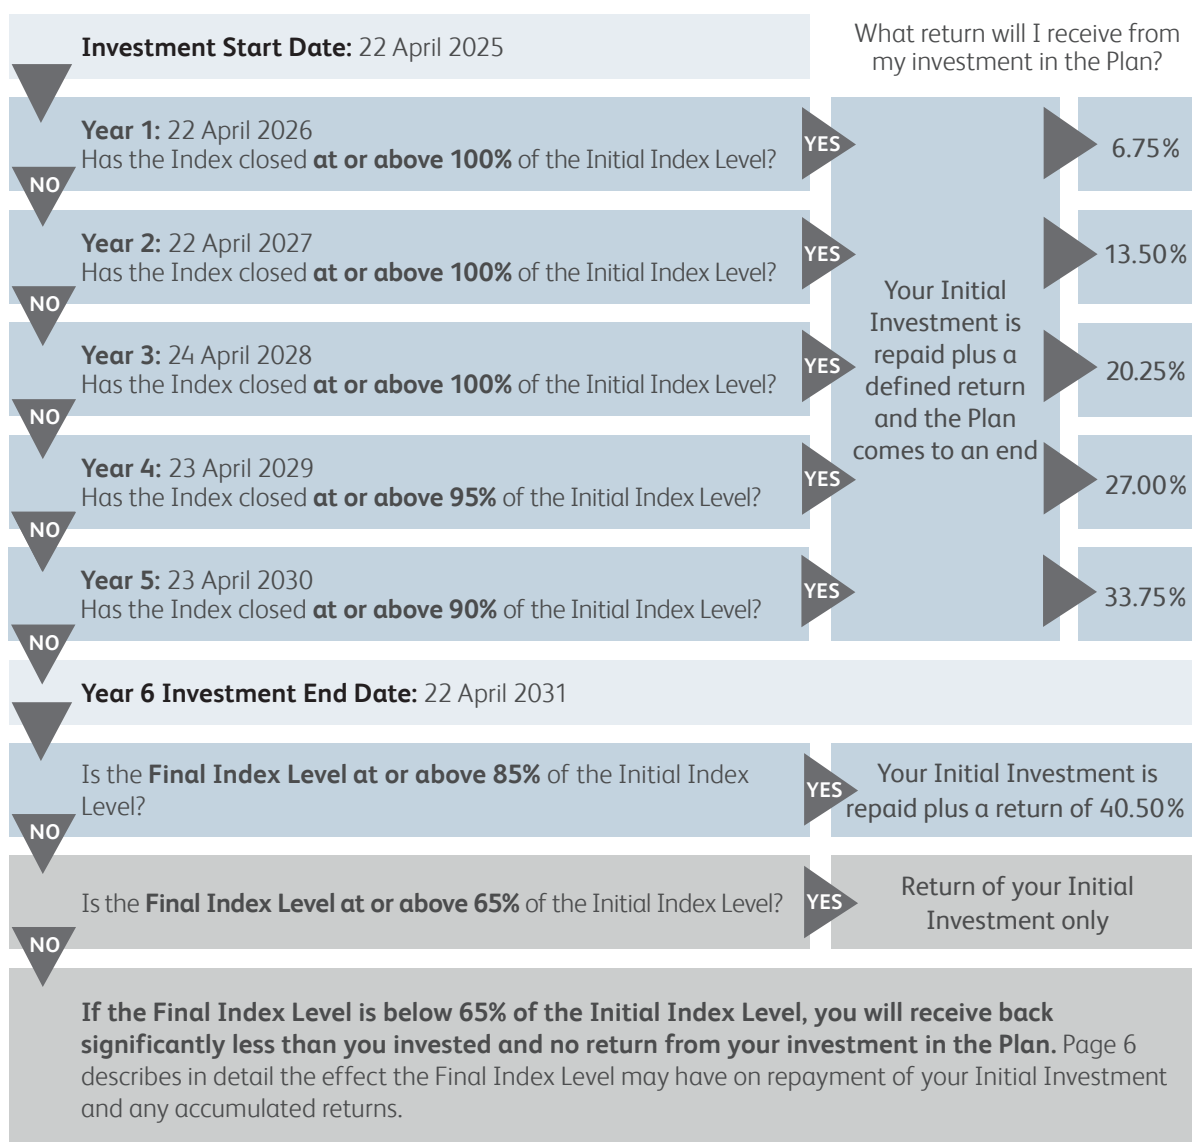 Investment Start Date: 22 April 2025
What return will I receive from
my investment in the Plan?
Year 1: 22 April 2026
Has the Index closed at or above 100% of the Initial Index Level?
YES
6.75%
NO
Year 2: 22 April 2027
Has the Index closed at or above 100% of the Initial Index Level?
YES
13.50%
NO
Year 3: 24 April 2028
Has the Index closed at or above 100% of the Initial Index Level?
YES
20.25%
NO
Year 4: 23 April 2029
Has the Index closed at or above 95% of the Initial Index Level?
YES
27.00%
NO
Year 5: 23 April 2030
Has the Index closed at or above 90% of the Initial Index Level?
YES
33.75%
NO
Your Initial
Investment is
repaid plus a
defined return
and the Plan
comes to an end
Year 6 Investment End Date: 22 April 2031
Is the Final Index Level at or above 85% of the Initial Index
Level?
YES
Your Initial Investment is
repaid plus a return of 40.50%
NO
Is the Final Index Level at or above 65% of the Initial Index Level?
YES
Return of your Initial
Investment only
NO
If the Final Index Level is below 65% of the Initial Index Level, you will receive back
significantly less than you invested and no return from your investment in the Plan. Page 6
describes in detail the effect the Final Index Level may have on repayment of your Initial Investment
and any accumulated returns.